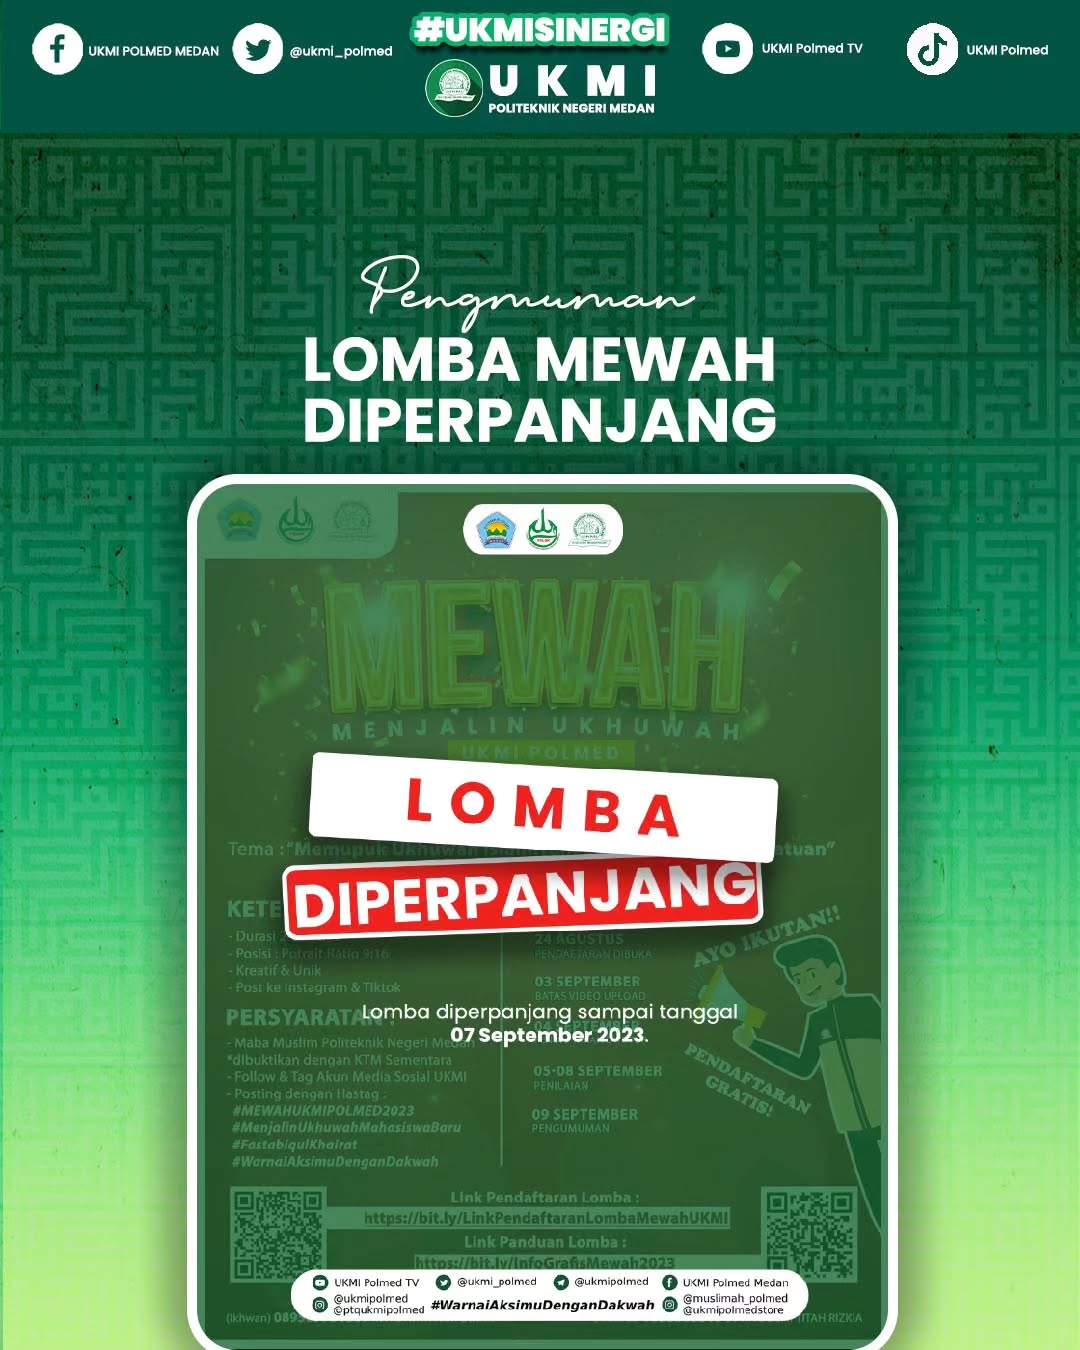 #UKMISINERGI
UKMI POLMED MEDAN
@ukmi_polmed
UKMI
POLITEKNIK NEGERI MEDAN
UKMI Polmed TV
UKMI Polmed
Pengmuman
LOMBA MEWAH
DIPERPANJANG
MEWAH
MENJALIN UKHUWAH
UKMI POLMED
LOMBA
Tema : "Memupuk Ukhuwah
DIPERPANJANG
- Durasi
- Posisi : Potrait Ratio 9:16
- Kreatif & Unik
- Post ke Instagram & Tiktok
PERSYARATAN :
- Maba Muslim Politeknik Negeri Medan
*dibuktikan dengan KTM Sementara
- Follow & Tag Akun Media Sosial UKMI
- Posting dengan Hastag :
#MEWAHUKMIPOLMED2023
#MenjalinUkhuwahMahasiswaBaru
#FastabiqulKhairat
#WarnaiAksimuDenganDakwah
24 AGUSTUS
PENDAFTARAN DIBUKA
03 SEPTEMBER
BATAS VIDEO UPLOAD
Lomba diperpanjang sampai tanggal
07 September 2023.
04 SEPTEMBER
05-08 SEPTEMBER
PENILAIAN
09 SEPTEMBER
PENGUMUMAN
AYO IKUTAN!!
PENDAFTARAN
GRATIS!
Link Pendaftaran Lomba :
https://bit.ly/LinkPendaftaranLombaMewahUKMI
Link Panduan Lomba :
https://bit.ly/InfoGrafisMewah2023
UKMI Polmed TV
@ukmi_polmed
@ukmipolmed
UKMI Polmed Medan
@ukmipolmed
@ptqukmipolmed
#WarnaiAksimuDenganDakwah
@muslimah_polmed
@ukmipolmedstore
(Ikhwan)
TITAH RIZKIA